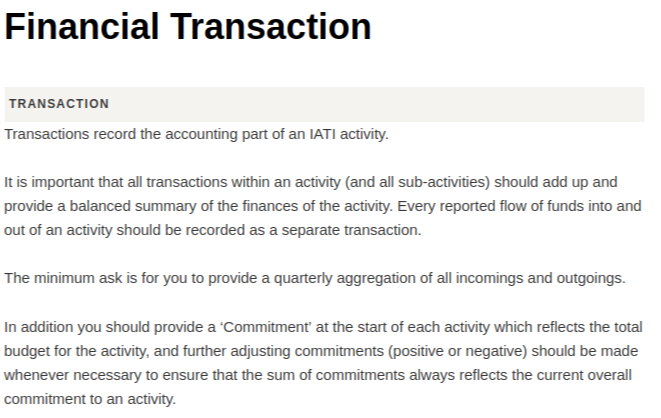 Financial Transaction
TRANSACTION
Transactions record the accounting part of an IATI activity.
It is important that all transactions within an activity (and all sub-activities) should add up and
provide a balanced summary of the finances of the activity. Every reported flow of funds into and
out of an activity should be recorded as a separate transaction.
The minimum ask is for you to provide a quarterly aggregation of all incomings and outgoings.
In addition you should provide a ‘Commitment’ at the start of each activity which reflects the total
budget for the activity, and further adjusting commitments (positive or negative) should be made
whenever necessary to ensure that the sum of commitments always reflects the current overall
commitment to an activity.